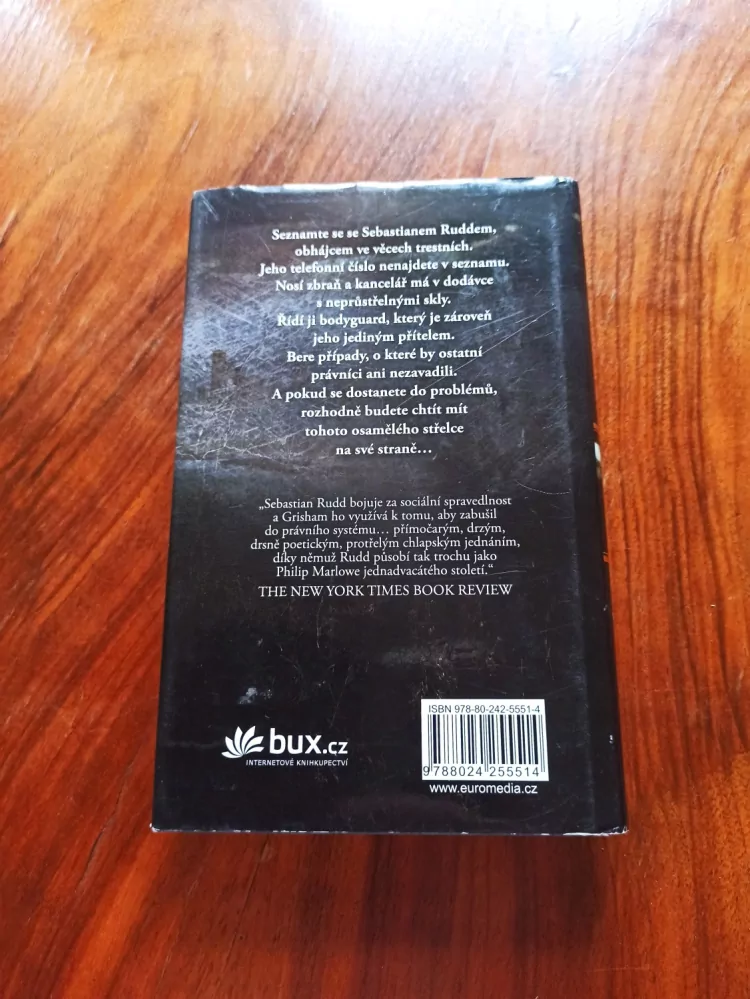 Seznamte se se Sebastianem Ruddem,
obhájcem ve věcech trestních.
Jeho telefonní číslo nenajdete v seznamu.
Nosí zbraň a kancelář má v dodávce
s neprůstřelnými skly.
Řídí ji bodyguard, který je zároveň
jeho jediným přítelem.
Bere případy, o které by ostatní
právníci ani nezavadili.
A pokud se dostanete do problémů,
rozhodně budete chtít mít
tohoto osamělého střelce
na své straně…
„Sebastian Rudd bojuje za sociální spravedlnost
a Grisham ho využívá k tomu, aby zabušil
do právního systému… přímočarým, drzým,
drsně poetickým, protřelým chlapským jednáním,
díky němuž Rudd působí tak trochu jako
Philip Marlowe jednadvacátého století.“
THE NEW YORK TIMES BOOK REVIEW
bux.cz
INTERNETOVÉ KNIHKUPECTVÍ
ISBN 978-80-242-5551-4
9788024255514
www.euromedia.cz